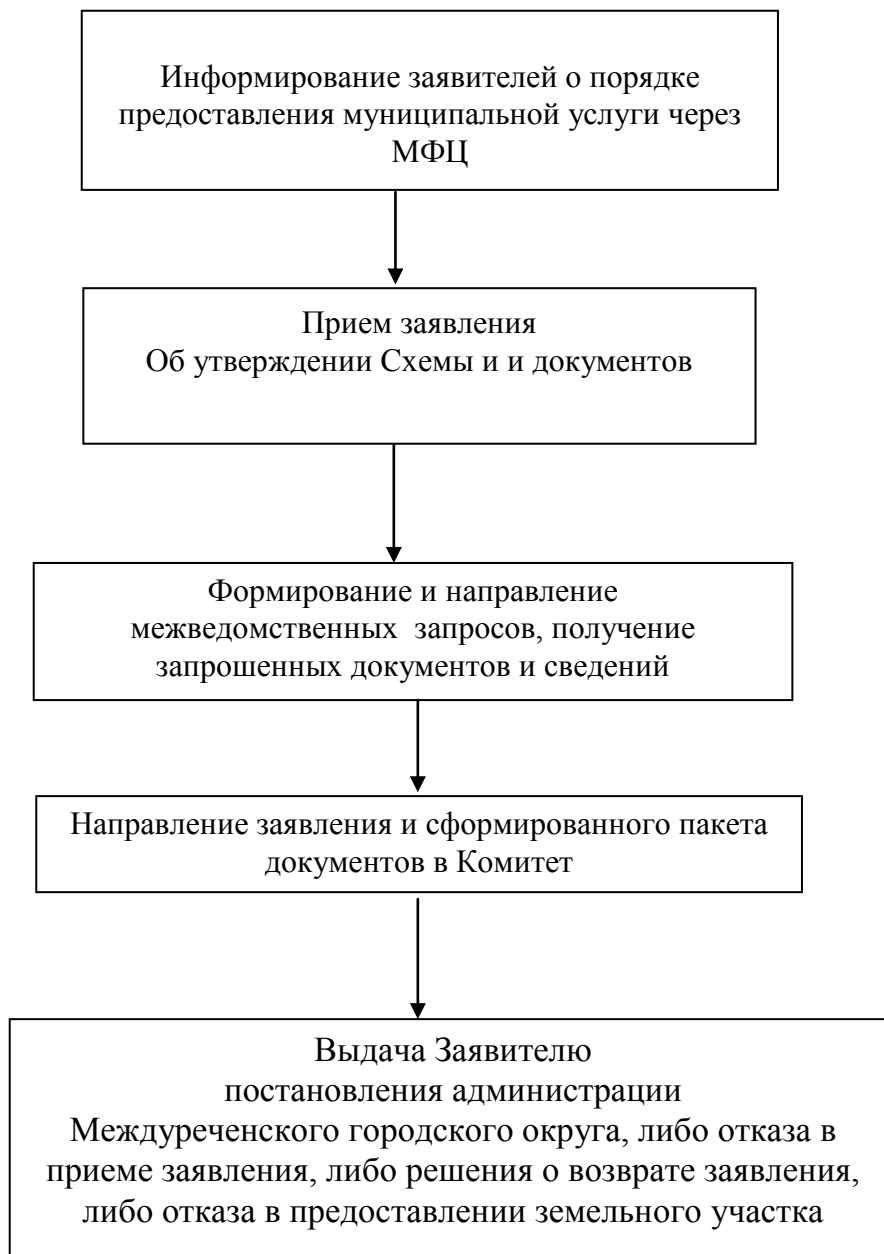 Информирование заявителей о порядке
предоставления муниципальной услуги через
МФЦ
Прием заявления
Об утверждении Схемы и и документов
Формирование и направление
межведомственных запросов, получение
запрошенных документов и сведений
Направление заявления и сформированного пакета
документов в Комитет
Выдача Заявителю
постановления администрации
Междуреченского городского округа, либо отказа в
приеме заявления, либо решения о возврате заявления,
либо отказа в предоставлении земельного участка